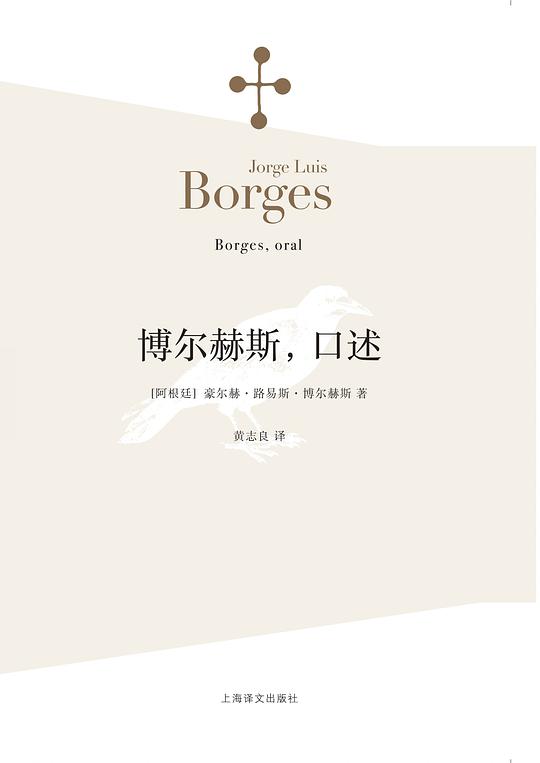 Jorge Luis
Borges
Borges, oral
博尔赫斯，口述
[阿根廷] 豪尔赫·路易斯·博尔赫斯 著
黄志良 译
上海译文出版社